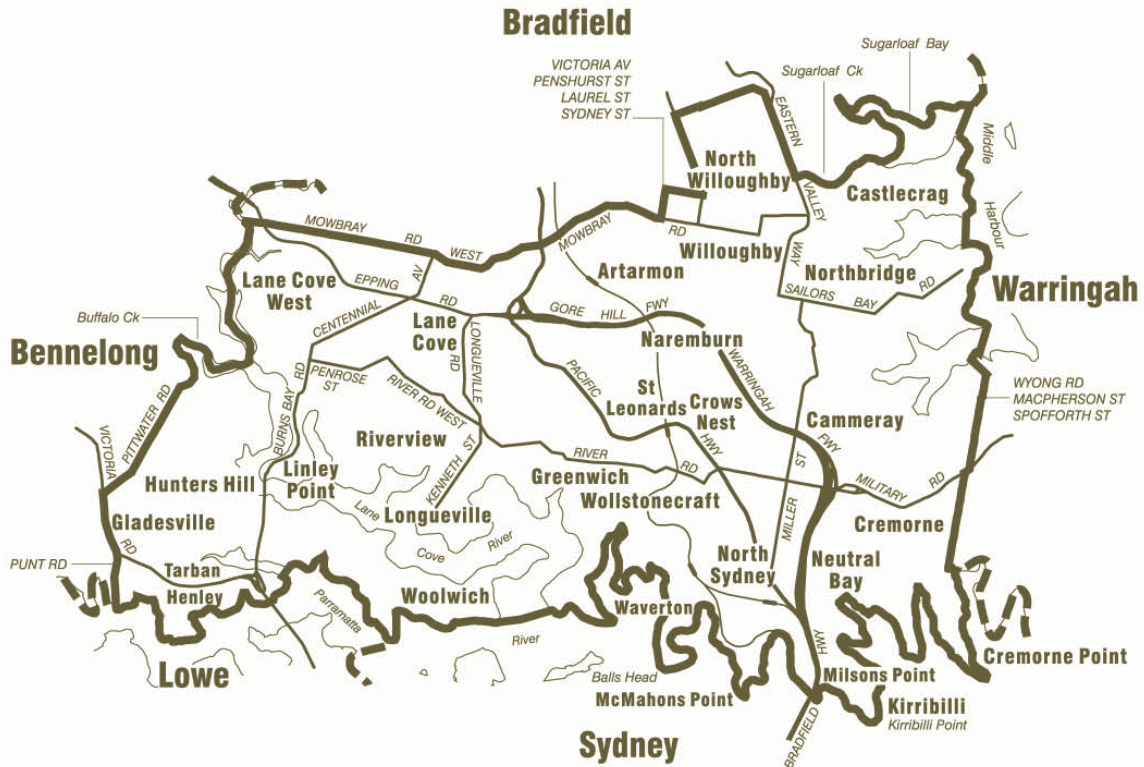 Bradfield
VICTORIA AV
PENSHURST ST
LAUREL ST
SYDNEY ST
Sugarloaf Bay
Sugarloaf Ck
EASTERN
VALLEY
WAY
Middle
Harbour
North
Willoughby
Castlecrag
MOWBRAY
RD
WEST
MOWBRAY
RD
Willoughby
Artarmon
Northbridge
SAILORS
BAY
RD
Warringah
Lane Cove
West
EPPING
RD
CENTENNIAL
AV
Lane
Cove
GORE
HILL
FWY
Naremburn
Buffalo Ck
Bennelong
PITTWATER RD
VICTORIA
RD
PENROSE
ST
RIVER RD WEST
LONGUEVILLE
RD
PACIFIC
HWY
WARRINGAH
FWY
St
Leonards
Crows
Nest
WYONG RD
MACPHERSON ST
SPOFFORTH ST
Cammeray
BURNS BAY
RD
Riverview
Linley
Point
Hunters Hill
KENNETH
ST
Longueville
Greenwich
RIVER
RD
Wollstonecraft
MILLER
ST
MILITARY
RD
Cremorne
Gladesville
Lane
Cove
River
PUNT RD
Tarban
Henley
Woolwich
Parramatta
River
North
Sydney
Neutral
Bay
Waverton
Lowe
Balls Head
McMahons Point
HWY
Milsons Point
Cremorne Point
Kirribilli
Kirribilli Point
BRADFIELD
Sydney